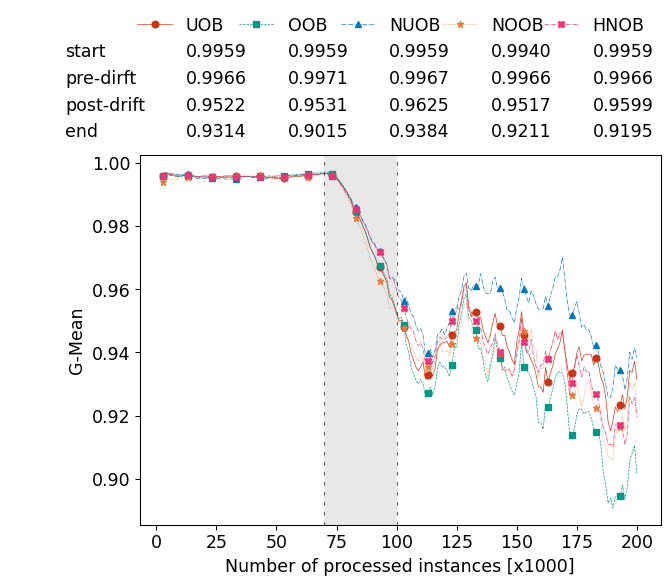 UOB OOB NUOB NOOB HNOB
start 0.9959 0.9959 0.9959 0.9940 0.9959
pre-dirft 0.9966 0.9971 0.9967 0.9966 0.9966
post-drift 0.9522 0.9531 0.9625 0.9517 0.9599
end 0.9314 0.9015 0.9384 0.9211 0.9195
1.00
0.98
0.96
0.94
0.92
0.90
G-Mean
0 25 50 75 100 125 150 175 200
Number of processed instances [x1000]